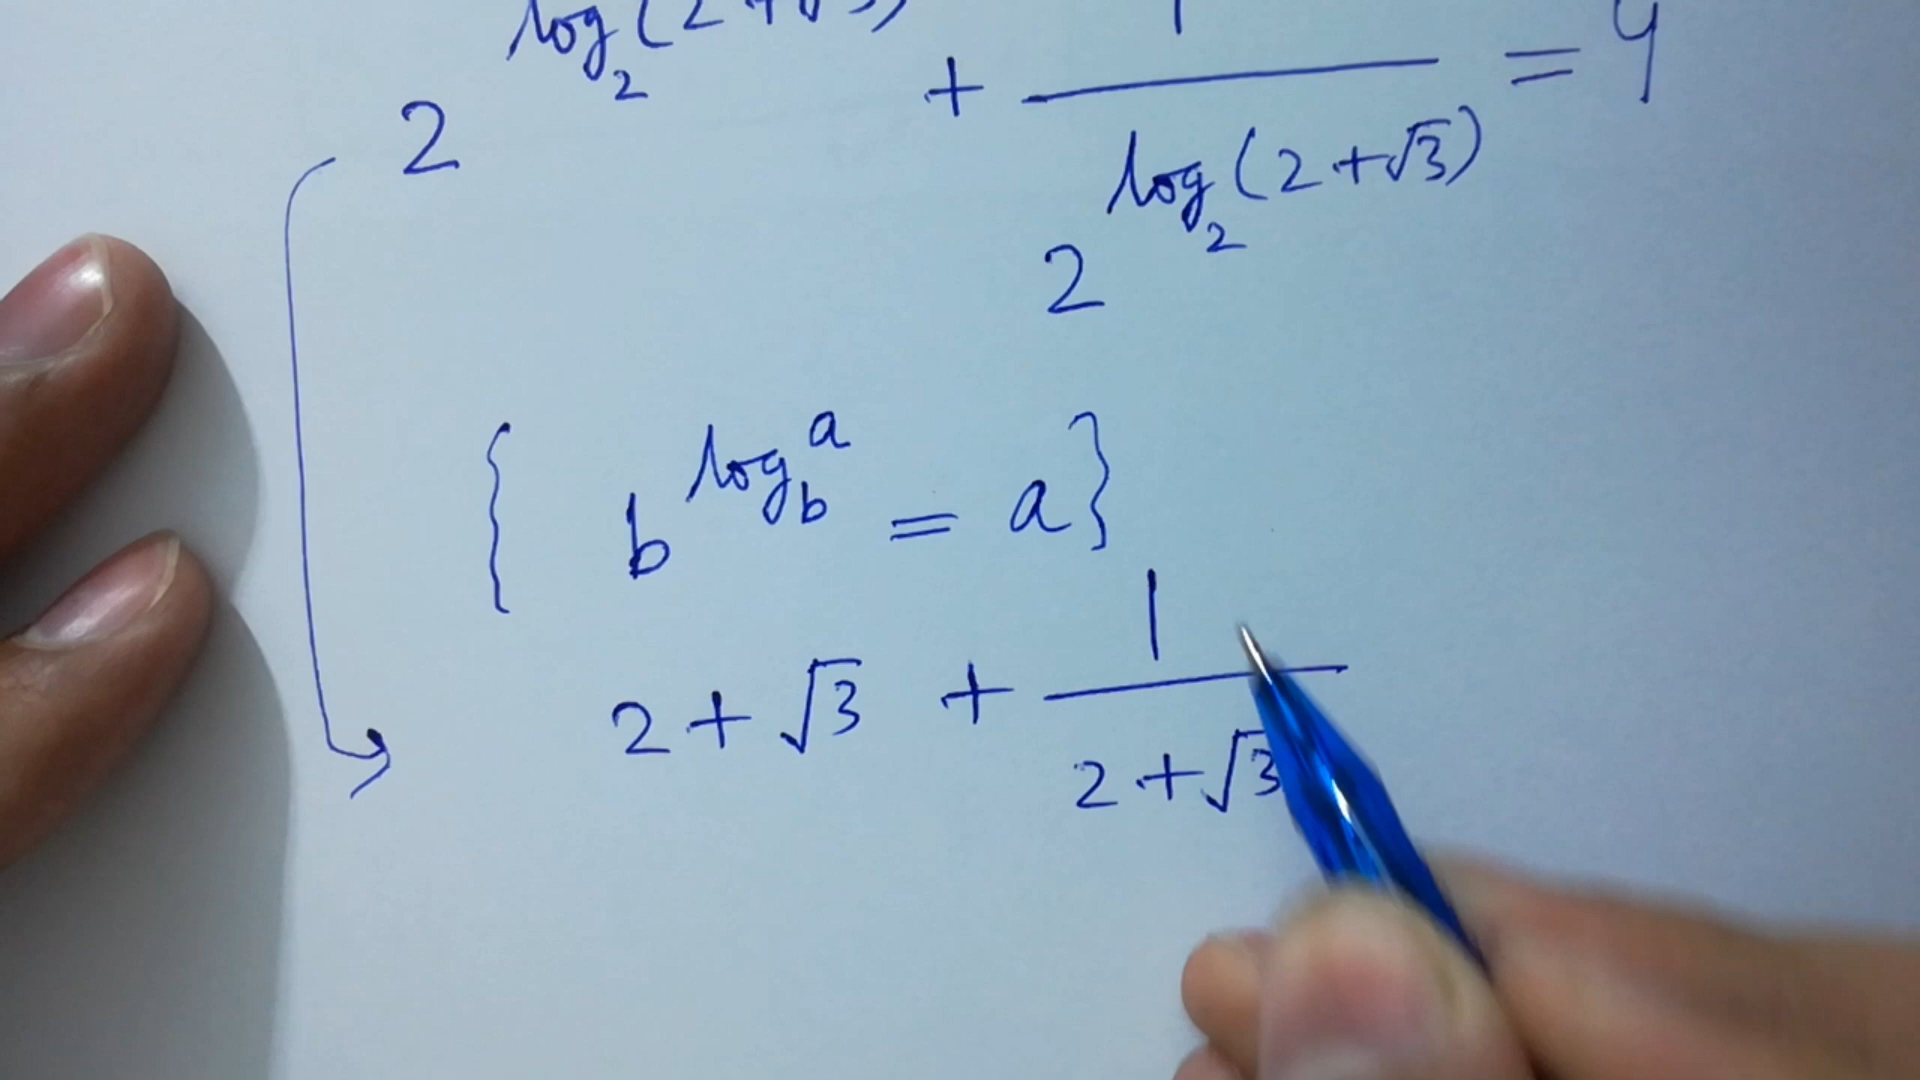 2^{log_2(2+√3)} + 1/2^{log_2(2+√3)} = 4
{ b^{log_b a} = a}
2 + √3 + 1/(2+√3